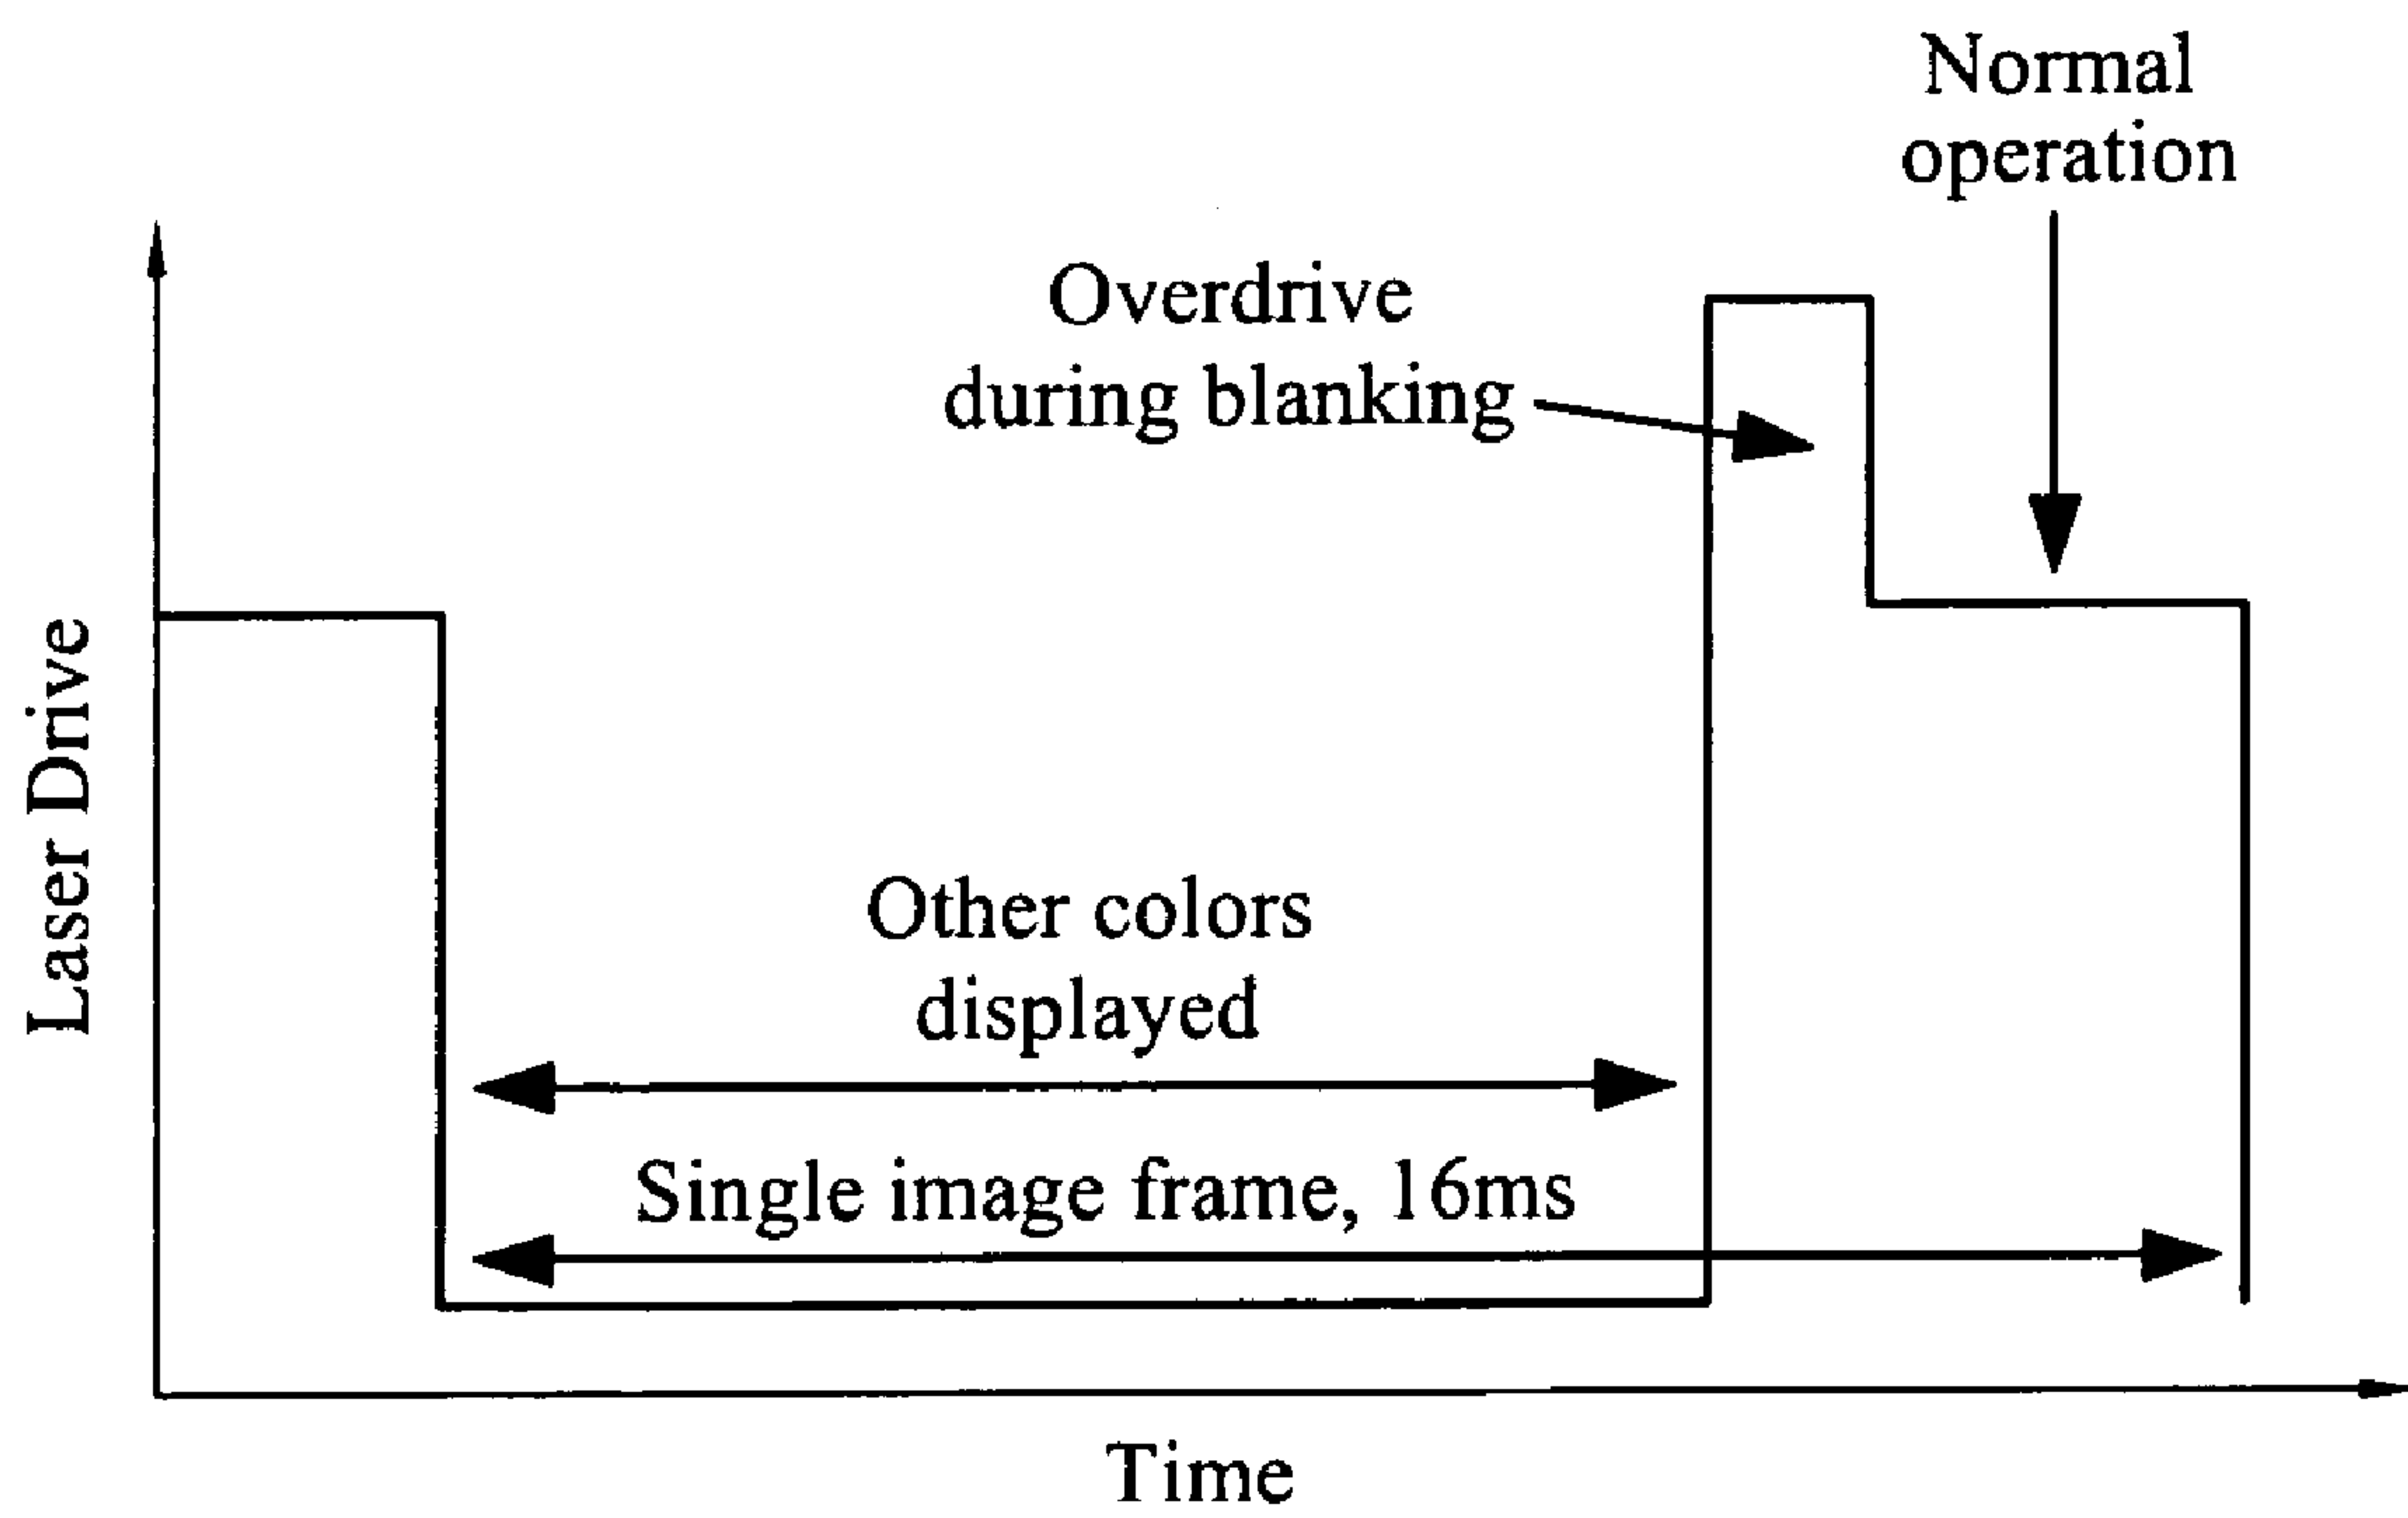 Normal
operation
Overdrive
during blanking
Laser Drive
Other colors
displayed
Single image frame, 16ms
Time